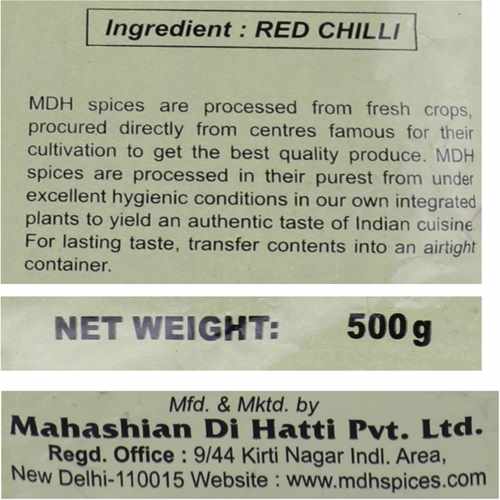 Ingredient : RED CHILLI
MDH spices are processed from fresh crops,
procured directly from centres famous for their
cultivation to get the best quality produce. MDH
spices are processed in their purest from under
excellent hygienic conditions in our own integrated
plants to yield an authentic taste of Indian cuisine
For lasting taste, transfer contents into an airtight
container.
NET WEIGHT: 500g
Mfd. & Mktd. by
Mahashian Di Hatti Pvt. Ltd.
Regd. Office : 9/44 Kirti Nagar Indl. Area,
New Delhi-110015 Website : www.mdhspices.com